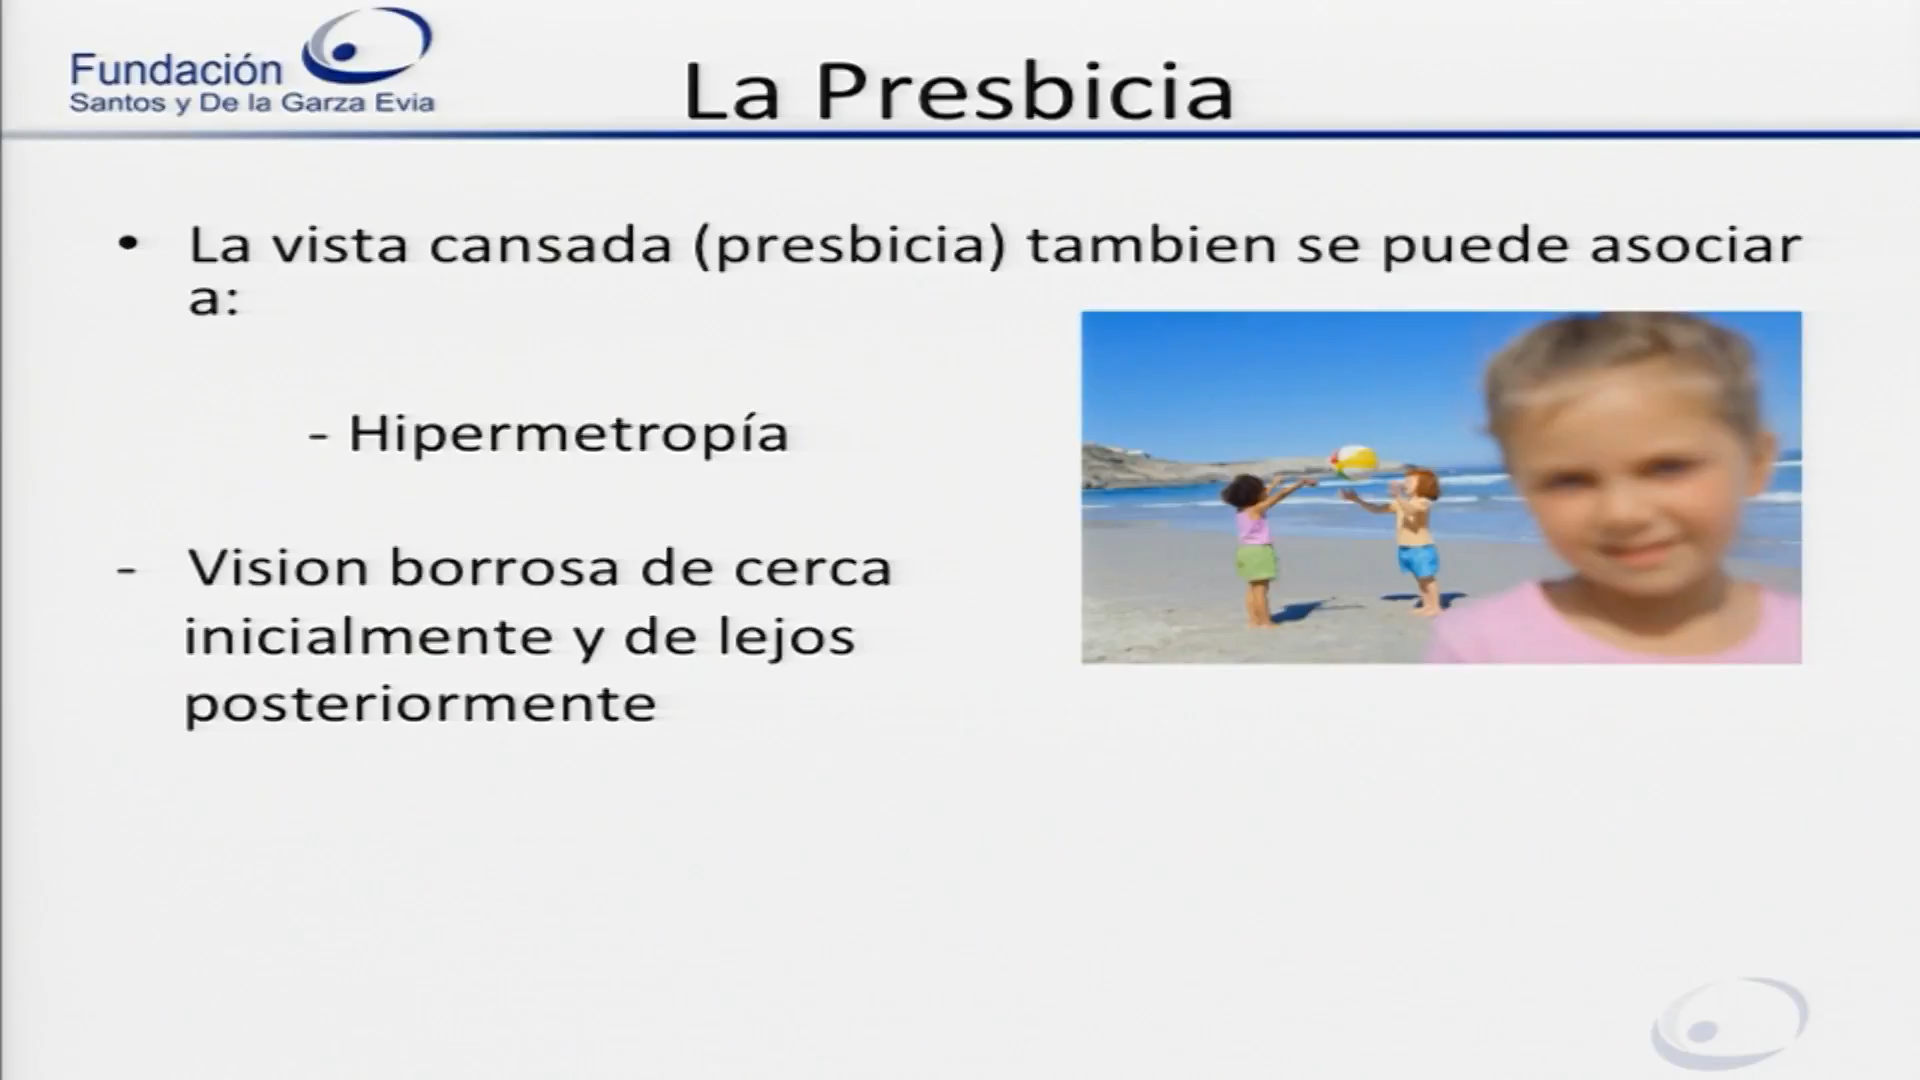 Fundación
Santos y De la Garza Evia
La Presbicia
• La vista cansada (presbicia) tambien se puede asociar
a:
- Hipermetropía
- Vision borrosa de cerca
inicialmente y de lejos
posteriormente